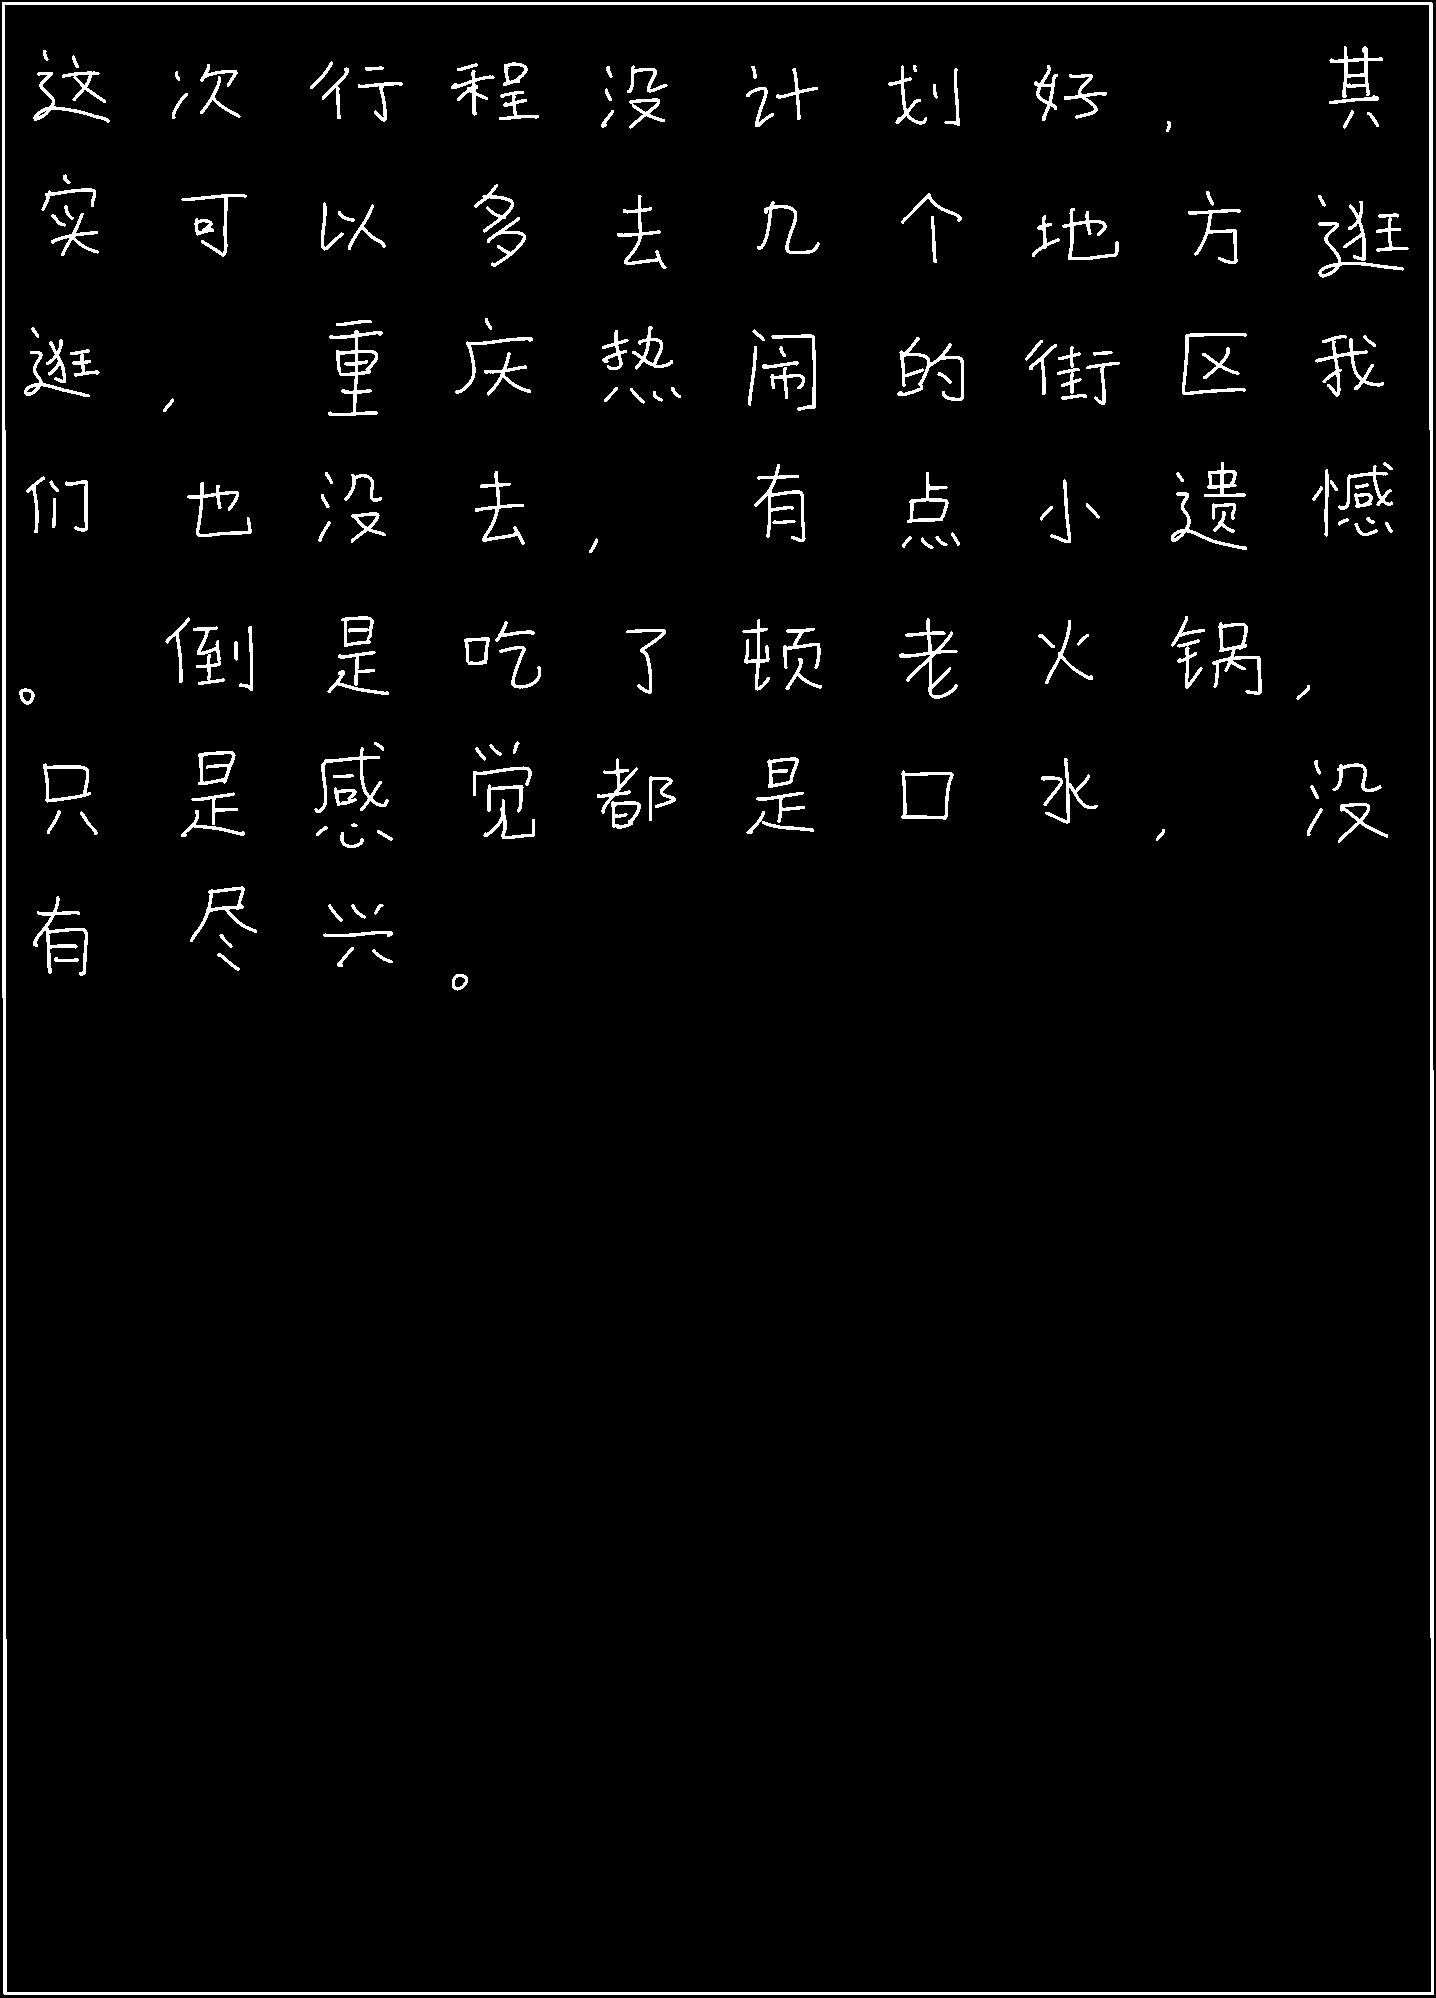 这次行程没计划好，其
实可以多去几个地方逛
逛，重庆热闹的街区我
们也没去，有点小遗憾
。倒是吃了顿老火锅，
只是感觉都是口水，没
有尽兴。